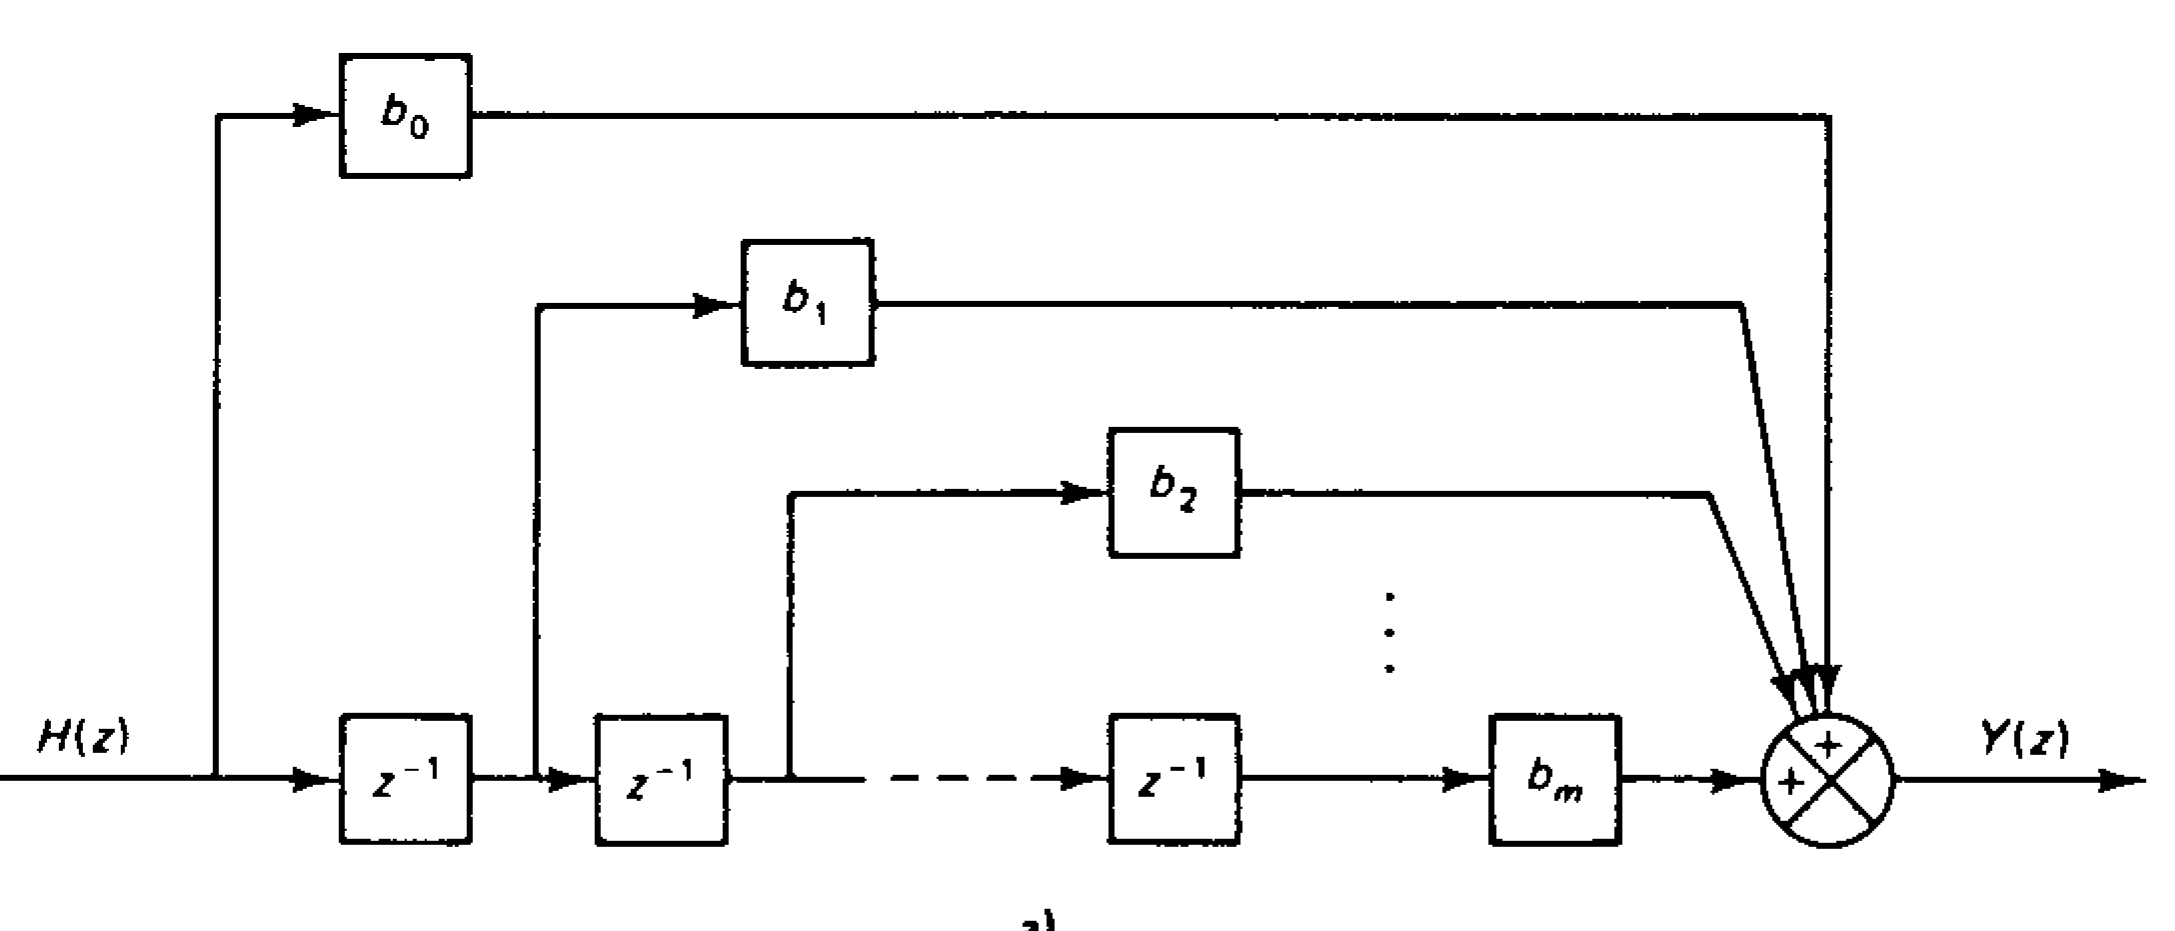 b₀
b₁
b₂
H(z)
z⁻¹
z⁻¹
z⁻¹
bₘ
+
+
Y(z)